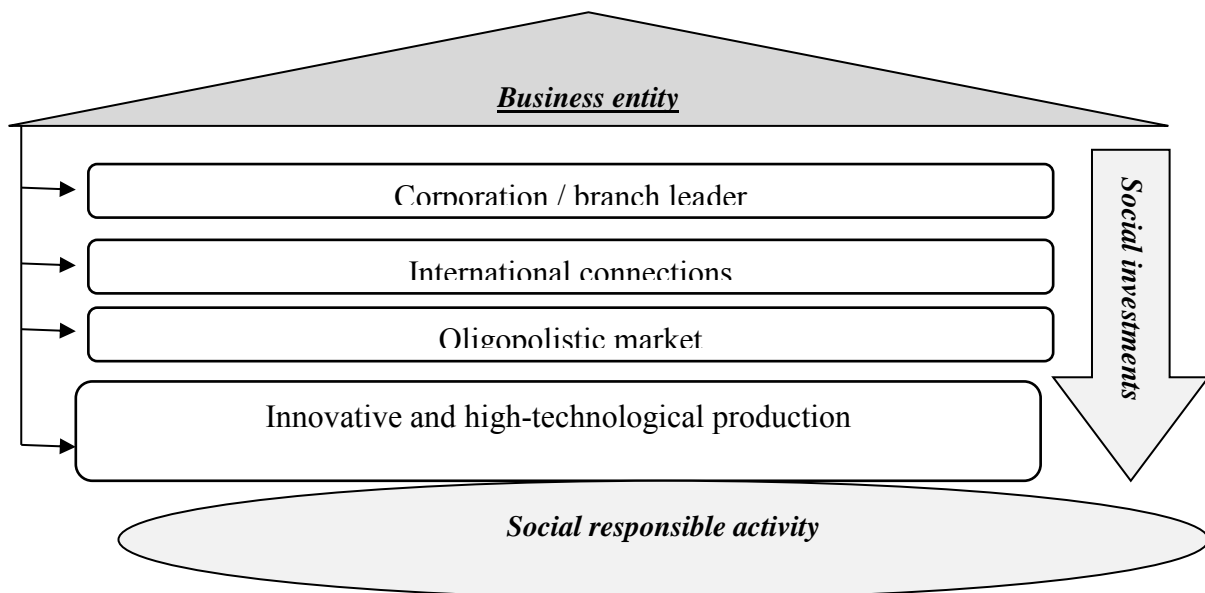 Business entity
Corporation / branch leader
International connections
Oligopolistic market
Innovative and high-technological production
Social investments
Social responsible activity